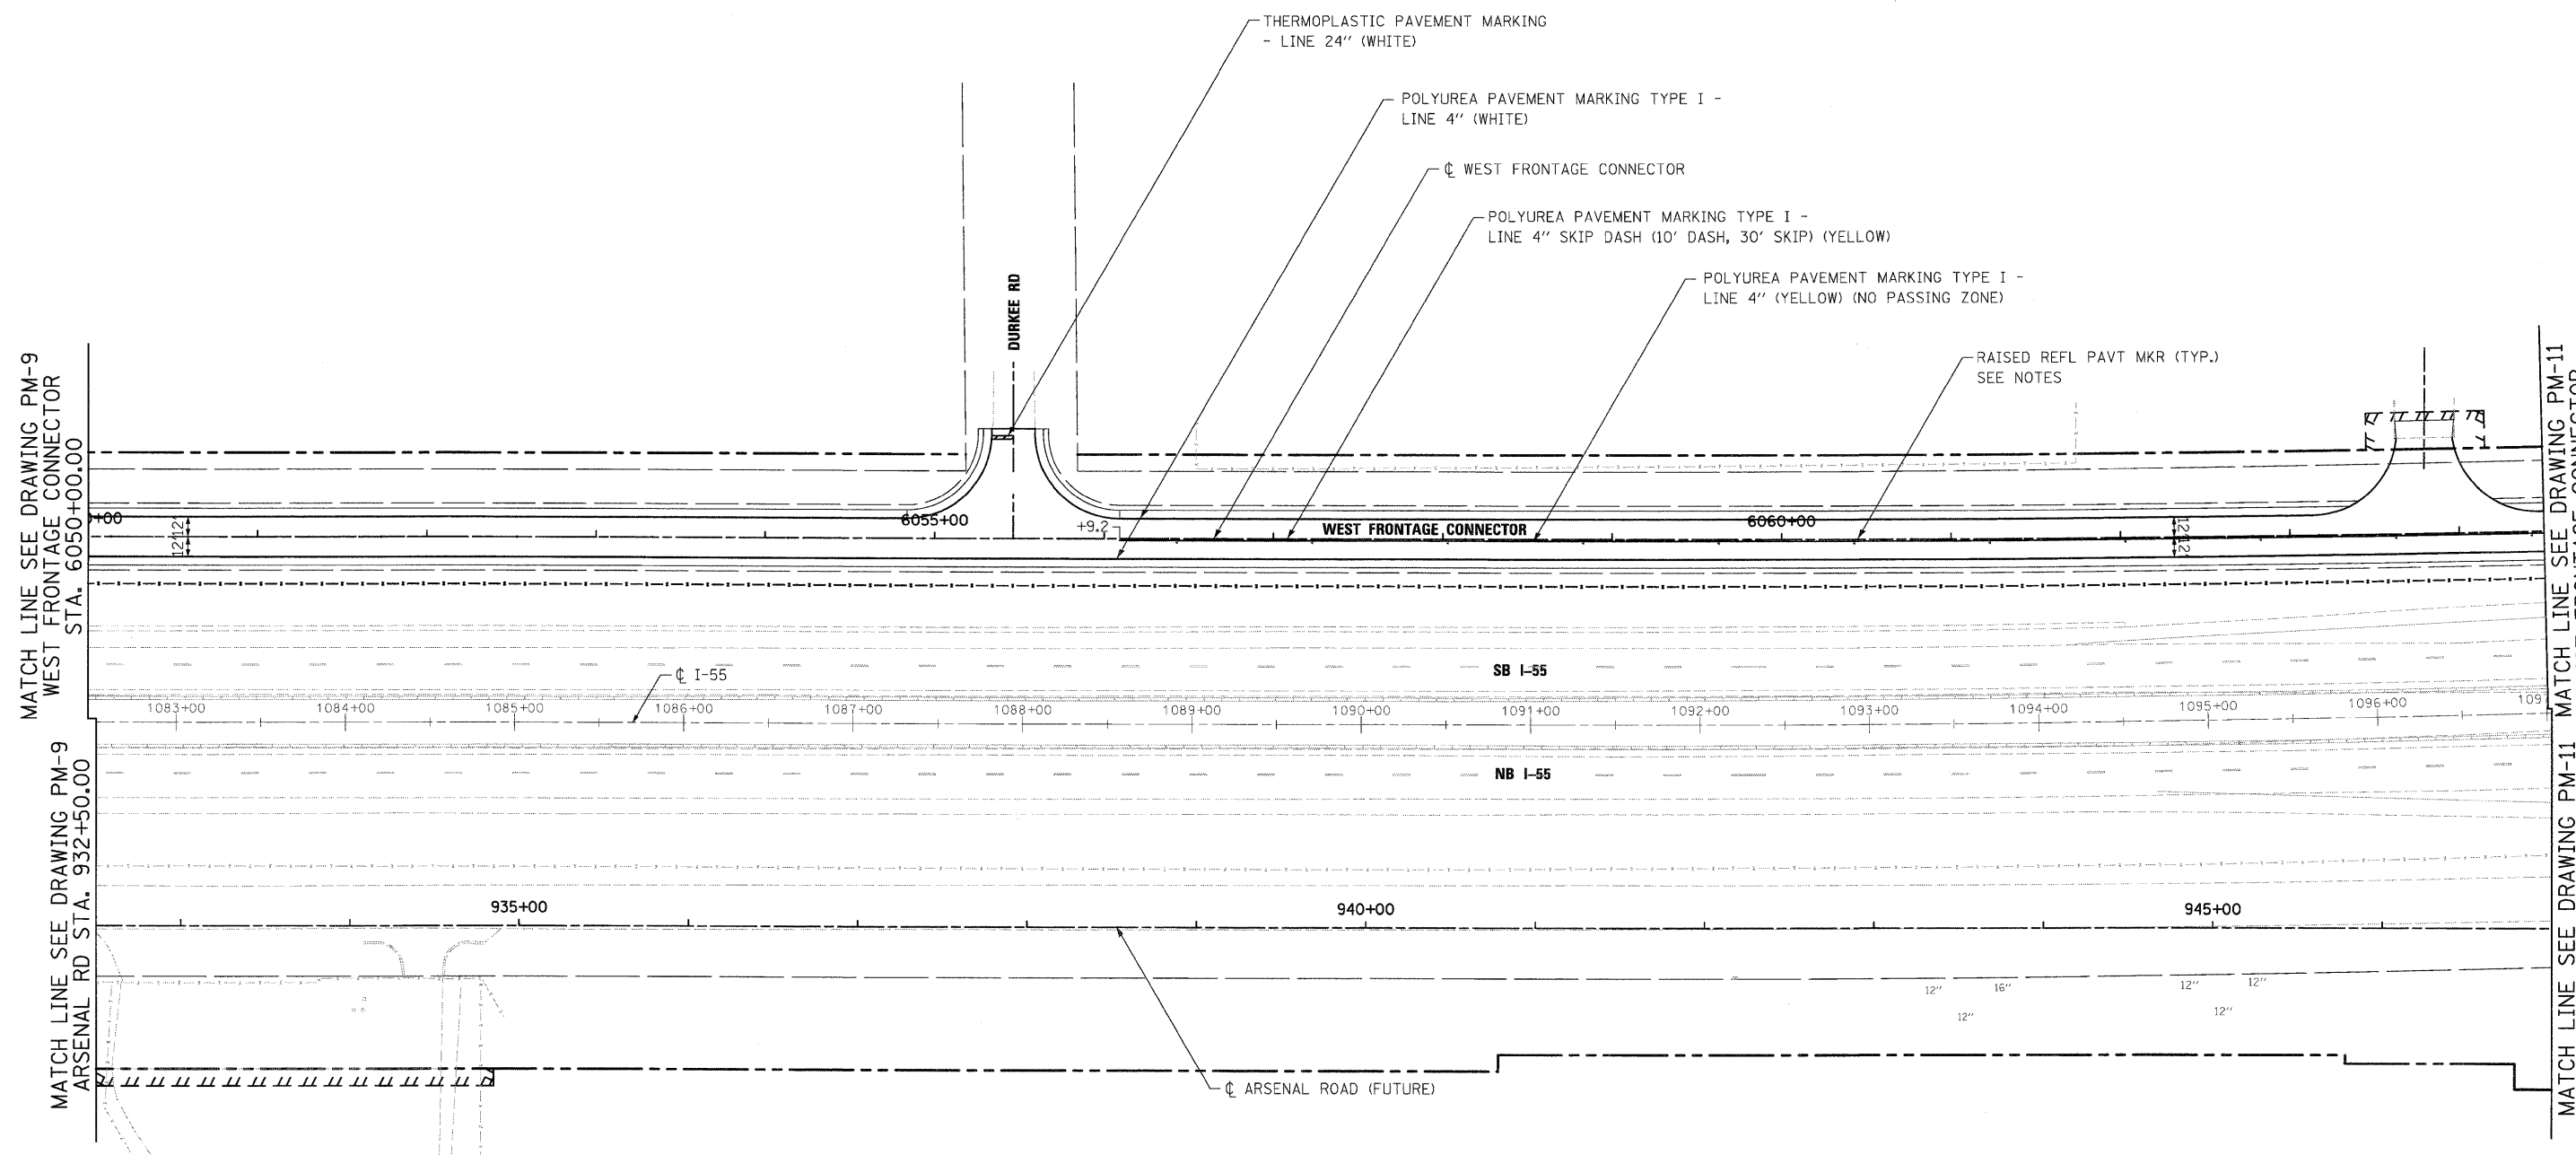 THERMOPLASTIC PAVEMENT MARKING
- LINE 24" (WHITE)
POLYUREA PAVEMENT MARKING TYPE I -
LINE 4" (WHITE)
℄ WEST FRONTAGE CONNECTOR
POLYUREA PAVEMENT MARKING TYPE I -
LINE 4" SKIP DASH (10' DASH, 30' SKIP) (YELLOW)
POLYUREA PAVEMENT MARKING TYPE I -
LINE 4" (YELLOW) (NO PASSING ZONE)
RAISED REFL PAVT MKR (TYP.)
SEE NOTES
DURKEE RD
MATCH LINE SEE DRAWING PM-9
WEST FRONTAGE CONNECTOR
STA. 6050+00.00
+00
12'
12'
6055+00
+9.2
WEST FRONTAGE CONNECTOR
6060+00
12'
12'
MATCH LINE SEE DRAWING PM-11
SB I-55
℄ I-55
1083+00
1084+00
1085+00
1086+00
1087+00
1088+00
1089+00
1090+00
1091+00
1092+00
1093+00
1094+00
1095+00
1096+00
109
NB I-55
MATCH LINE SEE DRAWING PM-9
ARSENAL RD STA. 932+50.00
935+00
940+00
945+00
12"
16"
12"
12"
12"
12"
℄ ARSENAL ROAD (FUTURE)
MATCH LINE SEE DRAWING PM-11